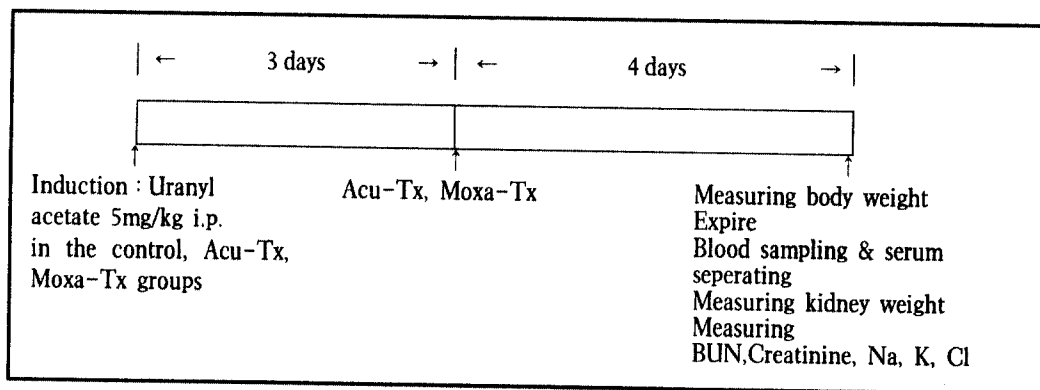 | ← 3 days → | ← 4 days → |
Induction : Uranyl
acetate 5mg/kg i.p.
in the control, Acu-Tx,
Moxa-Tx groups
Acu-Tx, Moxa-Tx
Measuring body weight
Expire
Blood sampling & serum
seperating
Measuring kidney weight
Measuring
BUN,Creatinine, Na, K, Cl